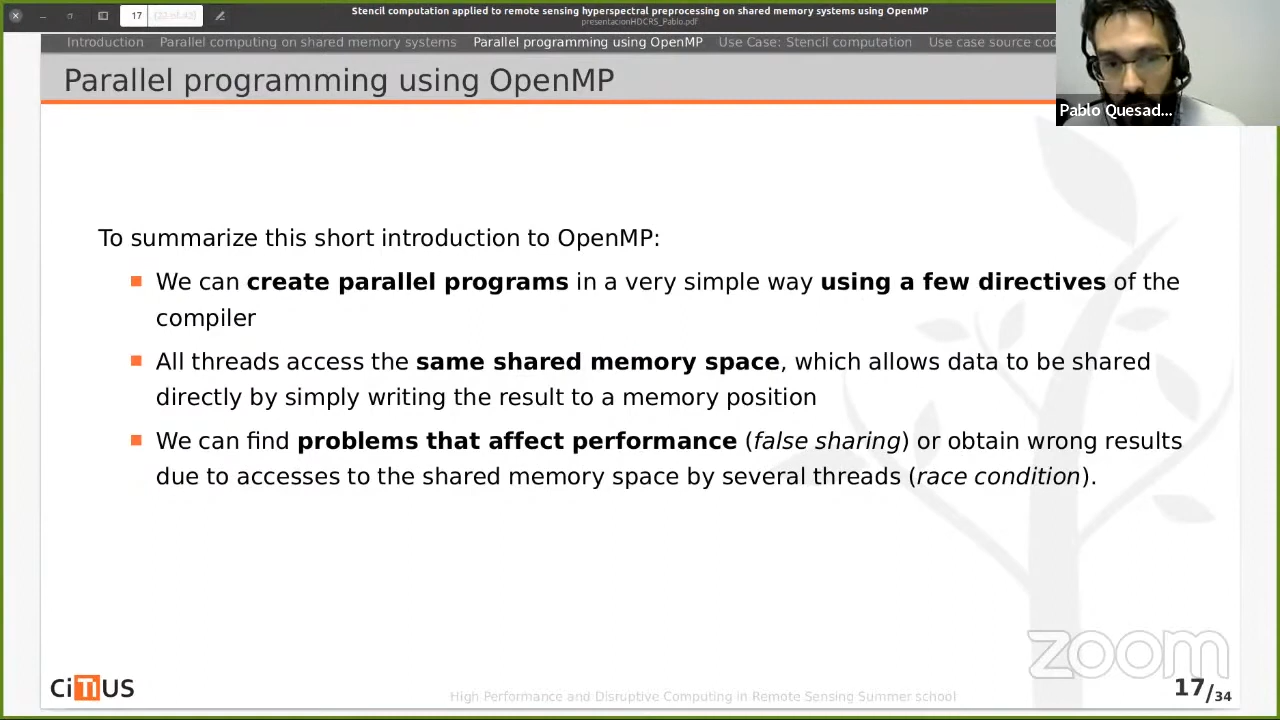 Stencil computation applied to remote sensing hyperspectral preprocessing on shared memory systems using OpenMP
presentacionHDCRS_Pablo.pdf
17
Introduction Parallel computing on shared memory systems Parallel programming using OpenMP Use Case: Stencil computation Use case source cod
Parallel programming using OpenMP
Pablo Quesad...
To summarize this short introduction to OpenMP:
We can create parallel programs in a very simple way using a few directives of the
compiler
All threads access the same shared memory space, which allows data to be shared
directly by simply writing the result to a memory position
We can find problems that affect performance (false sharing) or obtain wrong results
due to accesses to the shared memory space by several threads (race condition).
zoom
CiTIUS
High Performance and Disruptive Computing in Remote Sensing Summer school
17/34